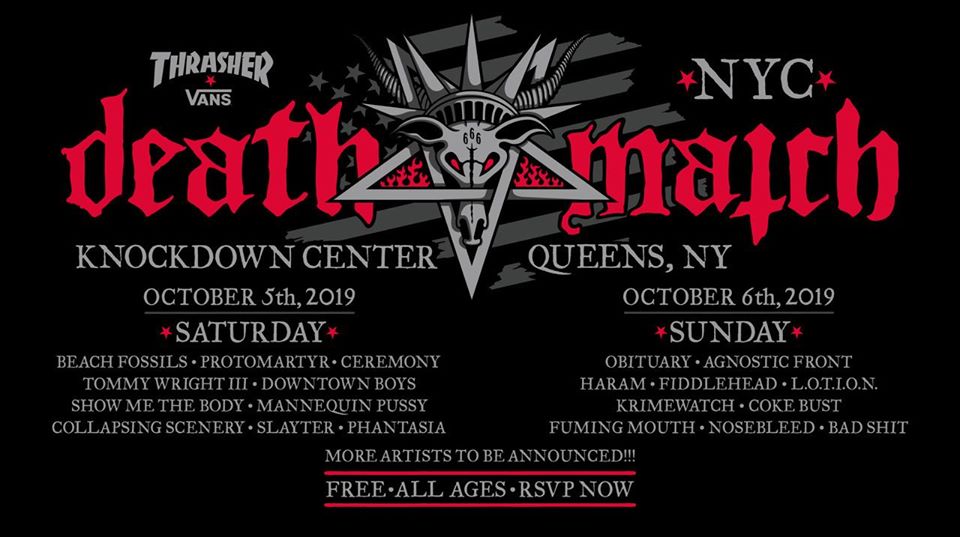 THRASHER
VANS
★NYC★
death match
666
KNOCKDOWN CENTER QUEENS, NY
OCTOBER 5th, 2019
★SATURDAY★
BEACH FOSSILS • PROTOMARTYR • CEREMONY
TOMMY WRIGHT III • DOWNTOWN BOYS
SHOW ME THE BODY • MANNEQUIN PUSSY
COLLAPSING SCENERY • SLAYTER • PHANTASIA
OCTOBER 6th, 2019
★SUNDAY★
OBITUARY • AGNOSTIC FRONT
HARAM • FIDDLEHEAD • L.O.T.I.O.N.
KRIMEWATCH • COKE BUST
FUMING MOUTH • NOSEBLEED • BAD SHIT
MORE ARTISTS TO BE ANNOUNCED!!!
FREE•ALL AGES•RSVP NOW